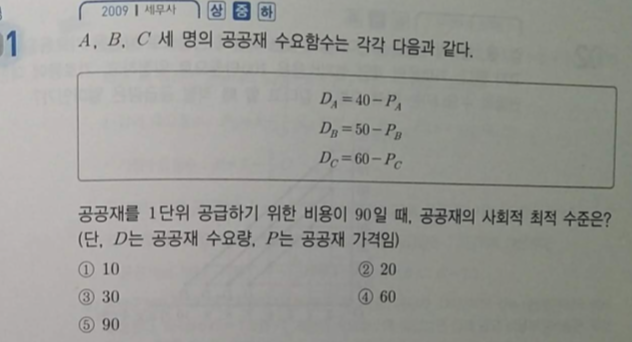 2009 | 세무사 상 중 하
1 A, B, C 세 명의 공공재 수요함수는 각각 다음과 같다.
D_A=40-P_A
D_B=50-P_B
D_C=60-P_C
공공재를 1단위 공급하기 위한 비용이 90일 때, 공공재의 사회적 최적 수준은?
(단, D는 공공재 수요량, P는 공공재 가격임)
① 10 ② 20
③ 30 ④ 60
⑤ 90